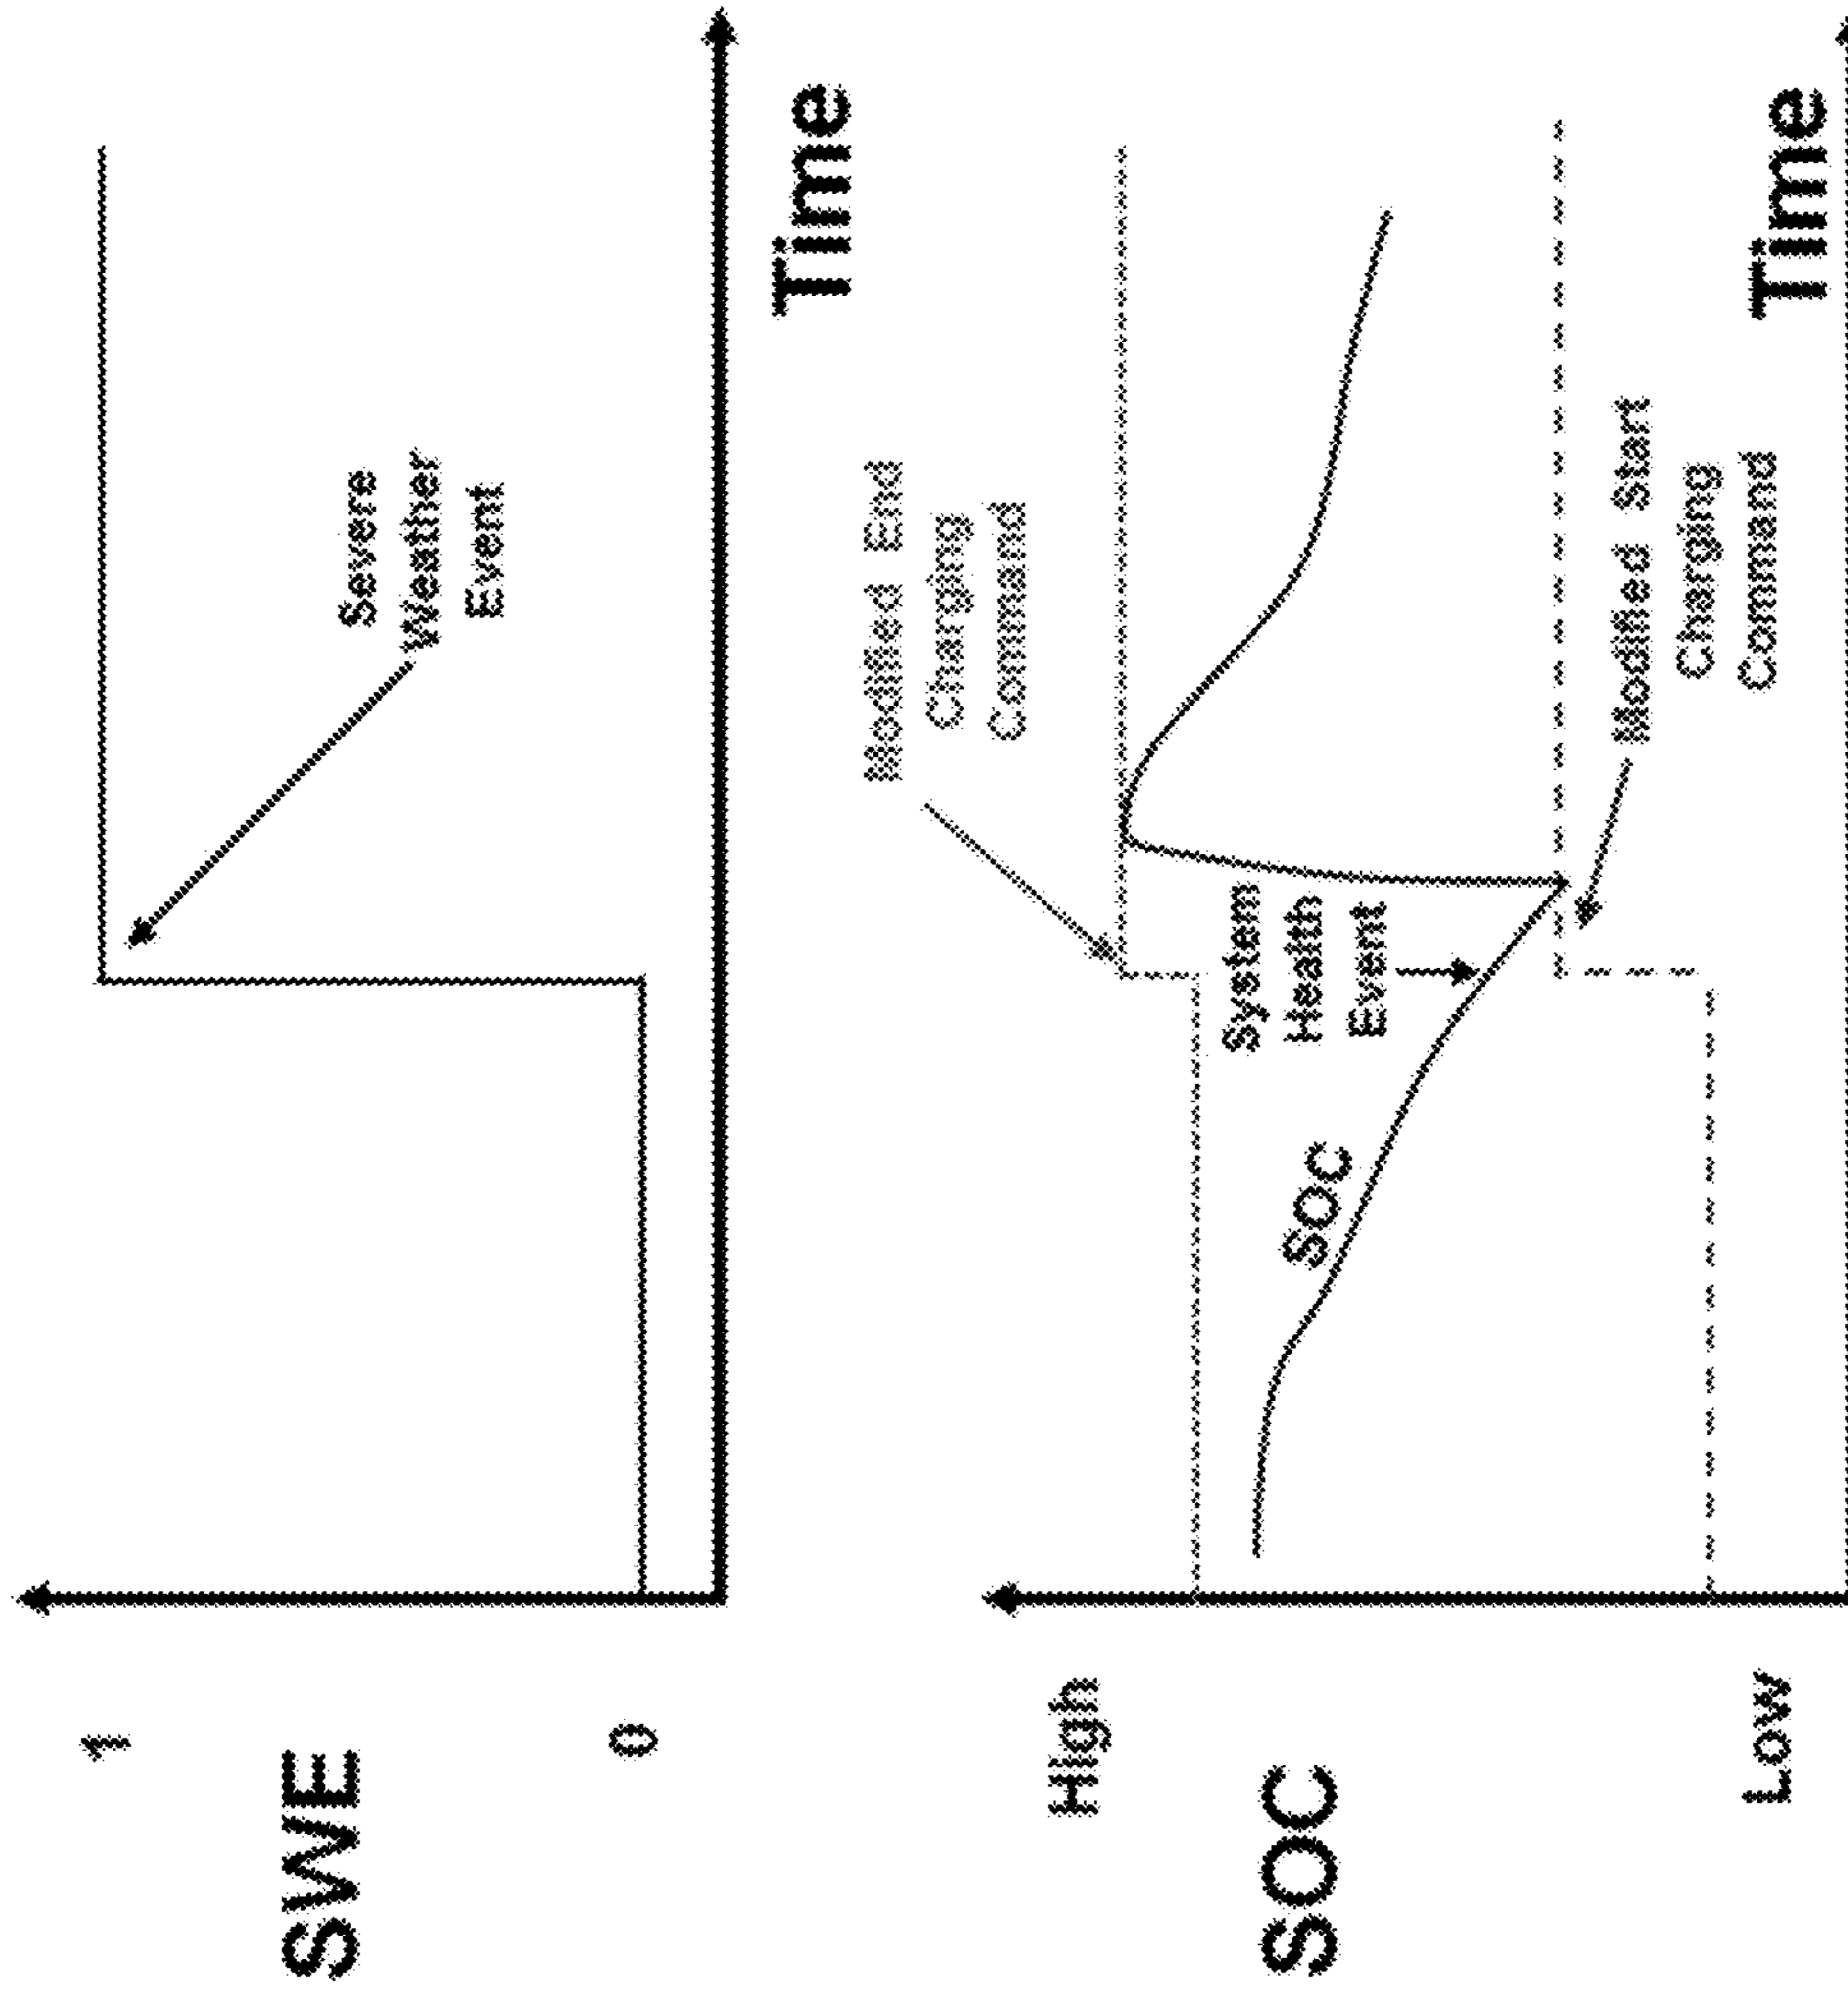 1
SWE
0
Severe
Weather
Event
Time
High
SOC
Low
Modified End
Charging
Command
System
Health
Event
SOC
Modified Start
Charging
Command
Time